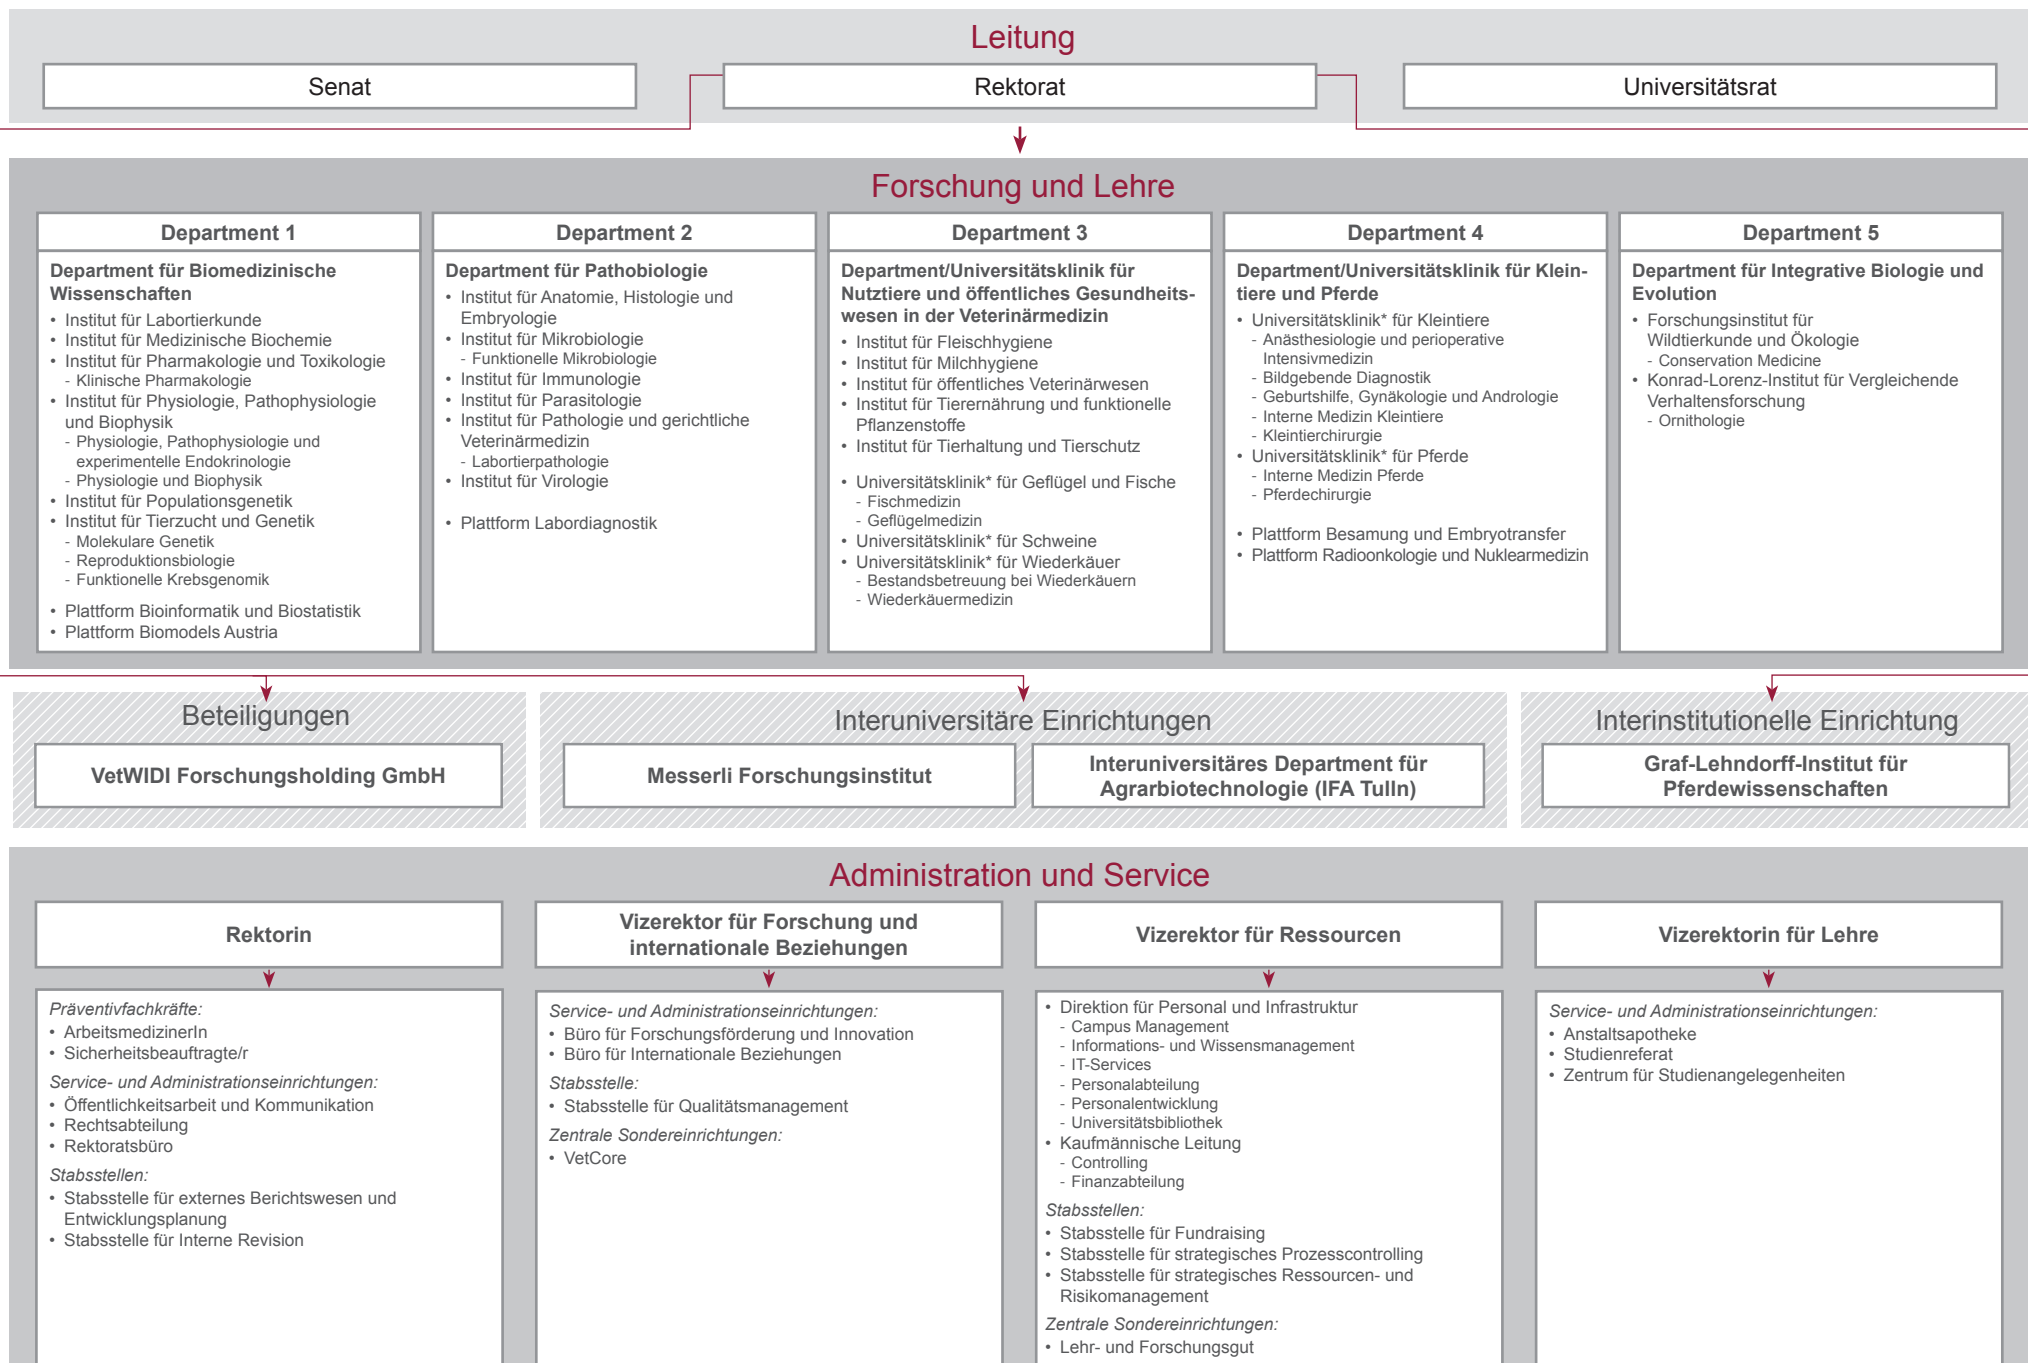 Leitung
Senat
Rektorat
Universitätsrat
Forschung und Lehre
Department 1
Department für Biomedizinische
Wissenschaften
• Institut für Labortierkunde
• Institut für Medizinische Biochemie
• Institut für Pharmakologie und Toxikologie
- Klinische Pharmakologie
• Institut für Physiologie, Pathophysiologie
und Biophysik
- Physiologie, Pathophysiologie und
experimentelle Endokrinologie
- Physiologie und Biophysik
• Institut für Populationsgenetik
• Institut für Tierzucht und Genetik
- Molekulare Genetik
- Reproduktionsbiologie
- Funktionelle Krebsgenomik
• Plattform Bioinformatik und Biostatistik
• Plattform Biomodels Austria
Department 2
Department für Pathobiologie
• Institut für Anatomie, Histologie und
Embryologie
• Institut für Mikrobiologie
- Funktionelle Mikrobiologie
• Institut für Immunologie
• Institut für Parasitologie
• Institut für Pathologie und gerichtliche
Veterinärmedizin
- Labortierpathologie
• Institut für Virologie
• Plattform Labordiagnostik
Department 3
Department/Universitätsklinik für
Nutztiere und öffentliches Gesundheits-
wesen in der Veterinärmedizin
• Institut für Fleischhygiene
• Institut für Milchhygiene
• Institut für öffentliches Veterinärwesen
• Institut für Tierernährung und funktionelle
Pflanzenstoffe
• Institut für Tierhaltung und Tierschutz
• Universitätsklinik* für Geflügel und Fische
- Fischmedizin
- Geflügelmedizin
• Universitätsklinik* für Schweine
• Universitätsklinik* für Wiederkäuer
- Bestandsbetreuung bei Wiederkäuern
- Wiederkäuermedizin
Department 4
Department/Universitätsklinik für Klein-
tiere und Pferde
• Universitätsklinik* für Kleintiere
- Anästhesiologie und perioperative
Intensivmedizin
- Bildgebende Diagnostik
- Geburtshilfe, Gynäkologie und Andrologie
- Interne Medizin Kleintiere
- Kleintierchirurgie
• Universitätsklinik* für Pferde
- Interne Medizin Pferde
- Pferdechirurgie
• Plattform Besamung und Embryotransfer
• Plattform Radioonkologie und Nuklearmedizin
Department 5
Department für Integrative Biologie und
Evolution
• Forschungsinstitut für
Wildtierkunde und Ökologie
- Conservation Medicine
• Konrad-Lorenz-Institut für Vergleichende
Verhaltensforschung
- Ornithologie
Beteiligungen
VetWIDI Forschungsholding GmbH
Interuniversitäre Einrichtungen
Messerli Forschungsinstitut
Interuniversitäres Department für
Agrarbiotechnologie (IFA Tulln)
Interinstitutionelle Einrichtung
Graf-Lehndorff-Institut für
Pferdewissenschaften
Administration und Service
Rektorin
Präventivfachkräfte:
• ArbeitsmedizinerIn
• Sicherheitsbeauftragte/r
Service- und Administrationseinrichtungen:
• Öffentlichkeitsarbeit und Kommunikation
• Rechtsabteilung
• Rektoratsbüro
Stabsstellen:
• Stabsstelle für externes Berichtswesen und
Entwicklungsplanung
• Stabsstelle für Interne Revision
Vizerektor für Forschung und
internationale Beziehungen
Service- und Administrationseinrichtungen:
• Büro für Forschungsförderung und Innovation
• Büro für Internationale Beziehungen
Stabsstelle:
• Stabsstelle für Qualitätsmanagement
Zentrale Sondereinrichtungen:
• VetCore
Vizerektor für Ressourcen
• Direktion für Personal und Infrastruktur
- Campus Management
- Informations- und Wissensmanagement
- IT-Services
- Personalabteilung
- Personalentwicklung
- Universitätsbibliothek
• Kaufmännische Leitung
- Controlling
- Finanzabteilung
Stabsstellen:
• Stabsstelle für Fundraising
• Stabsstelle für strategisches Prozesscontrolling
• Stabsstelle für strategisches Ressourcen- und
Risikomanagement
Zentrale Sondereinrichtungen:
• Lehr- und Forschungsgut
Vizerektorin für Lehre
Service- und Administrationseinrichtungen:
• Anstaltsapotheke
• Studienreferat
• Zentrum für Studienangelegenheiten